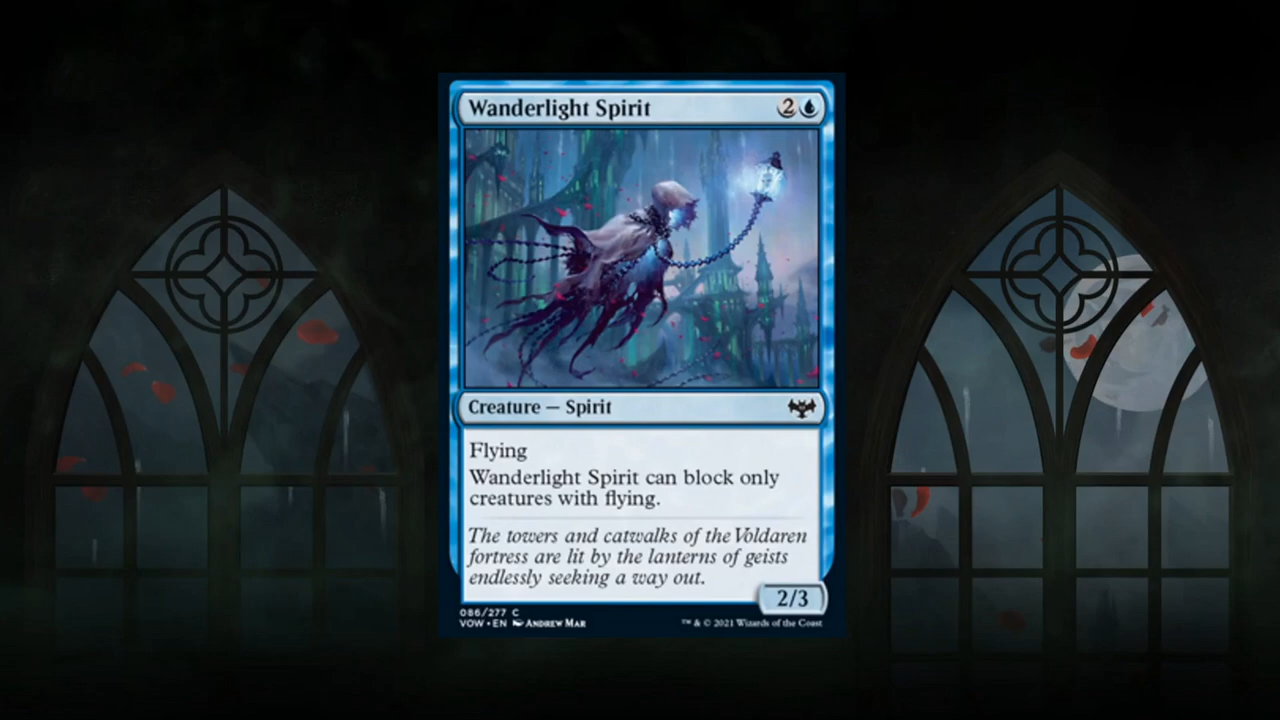 Wanderlight Spirit 2
Creature — Spirit
Flying
Wanderlight Spirit can block only
creatures with flying.
The towers and catwalks of the Voldaren
fortress are lit by the lanterns of geists
endlessly seeking a way out.
2/3
086/277 C
VOW • EN Andrew Mar
™ & © 2021 Wizards of the Coast